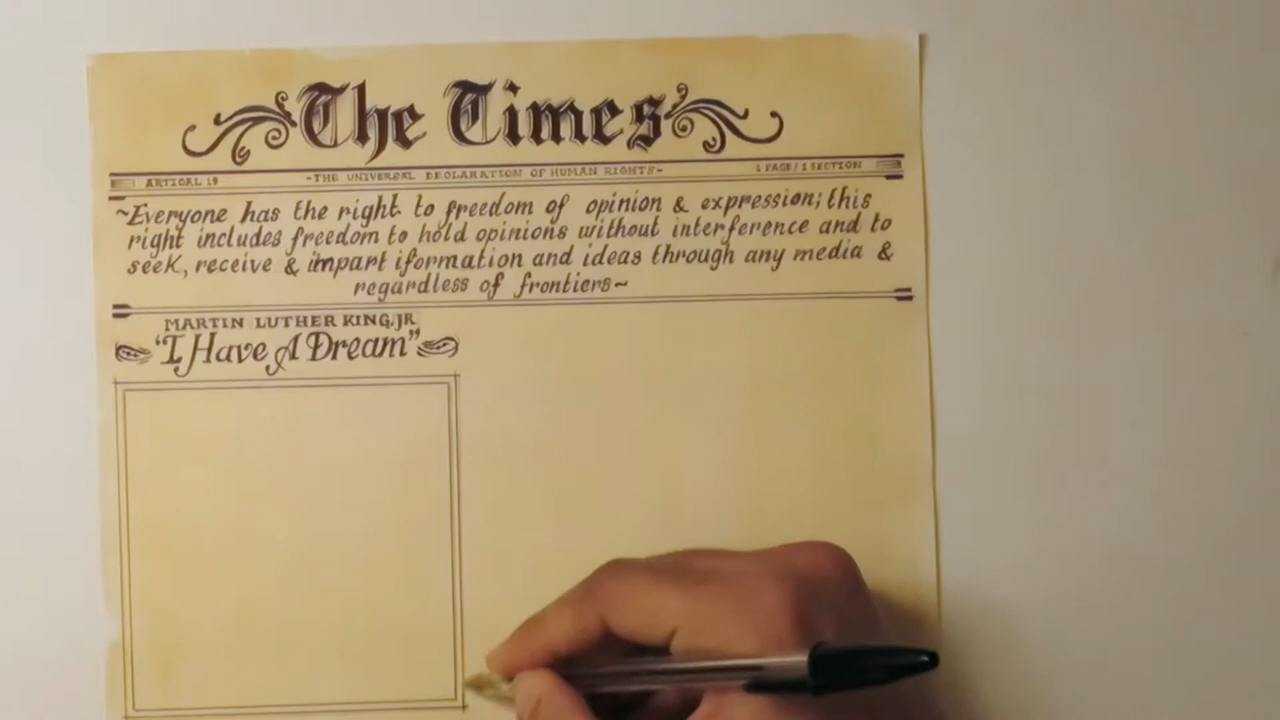 The Times
ARTICAL 19 -THE UNIVERSAL DECLARATION OF HUMAN RIGHTS- 1 PAGE/1 SECTION
~Everyone has the right to freedom of opinion & expression; this
right includes freedom to hold opinions without interference and to
seek, receive & impart iformation and ideas through any media &
regardless of frontiers~
MARTIN LUTHER KING, JR
"I Have A Dream"